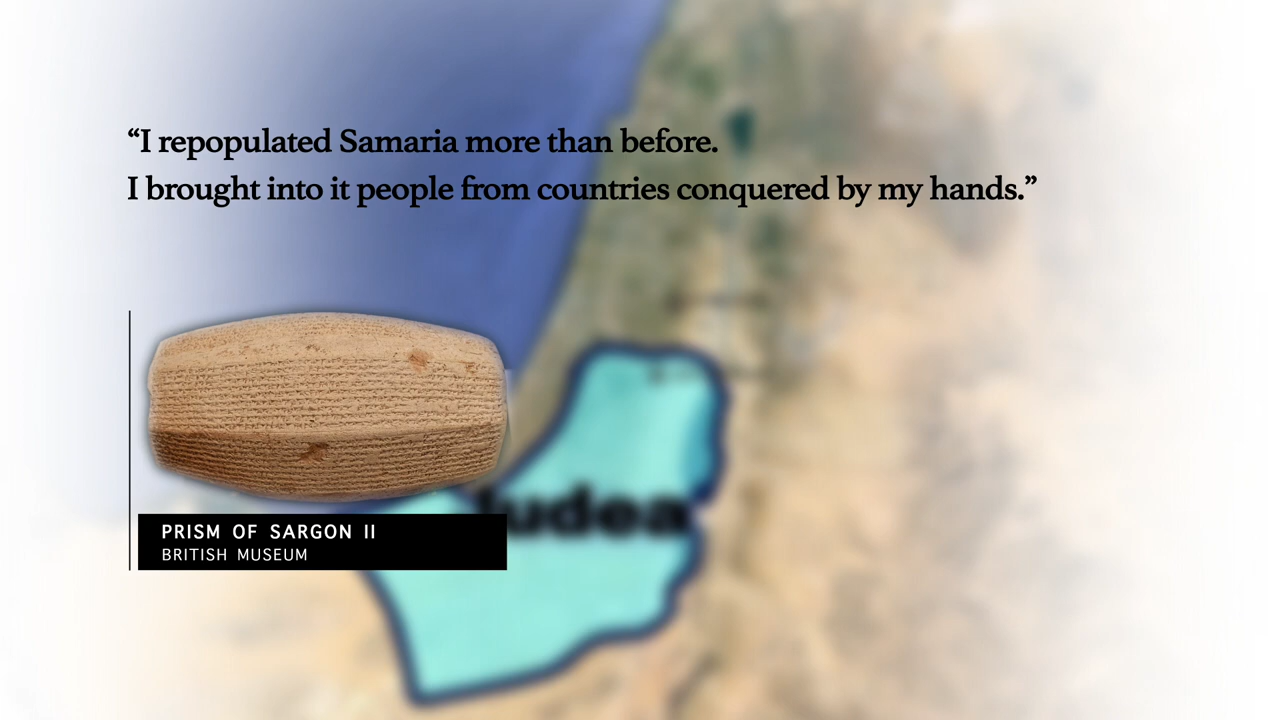 “I repopulated Samaria more than before.
I brought into it people from countries conquered by my hands.”
Judea
PRISM OF SARGON II
BRITISH MUSEUM